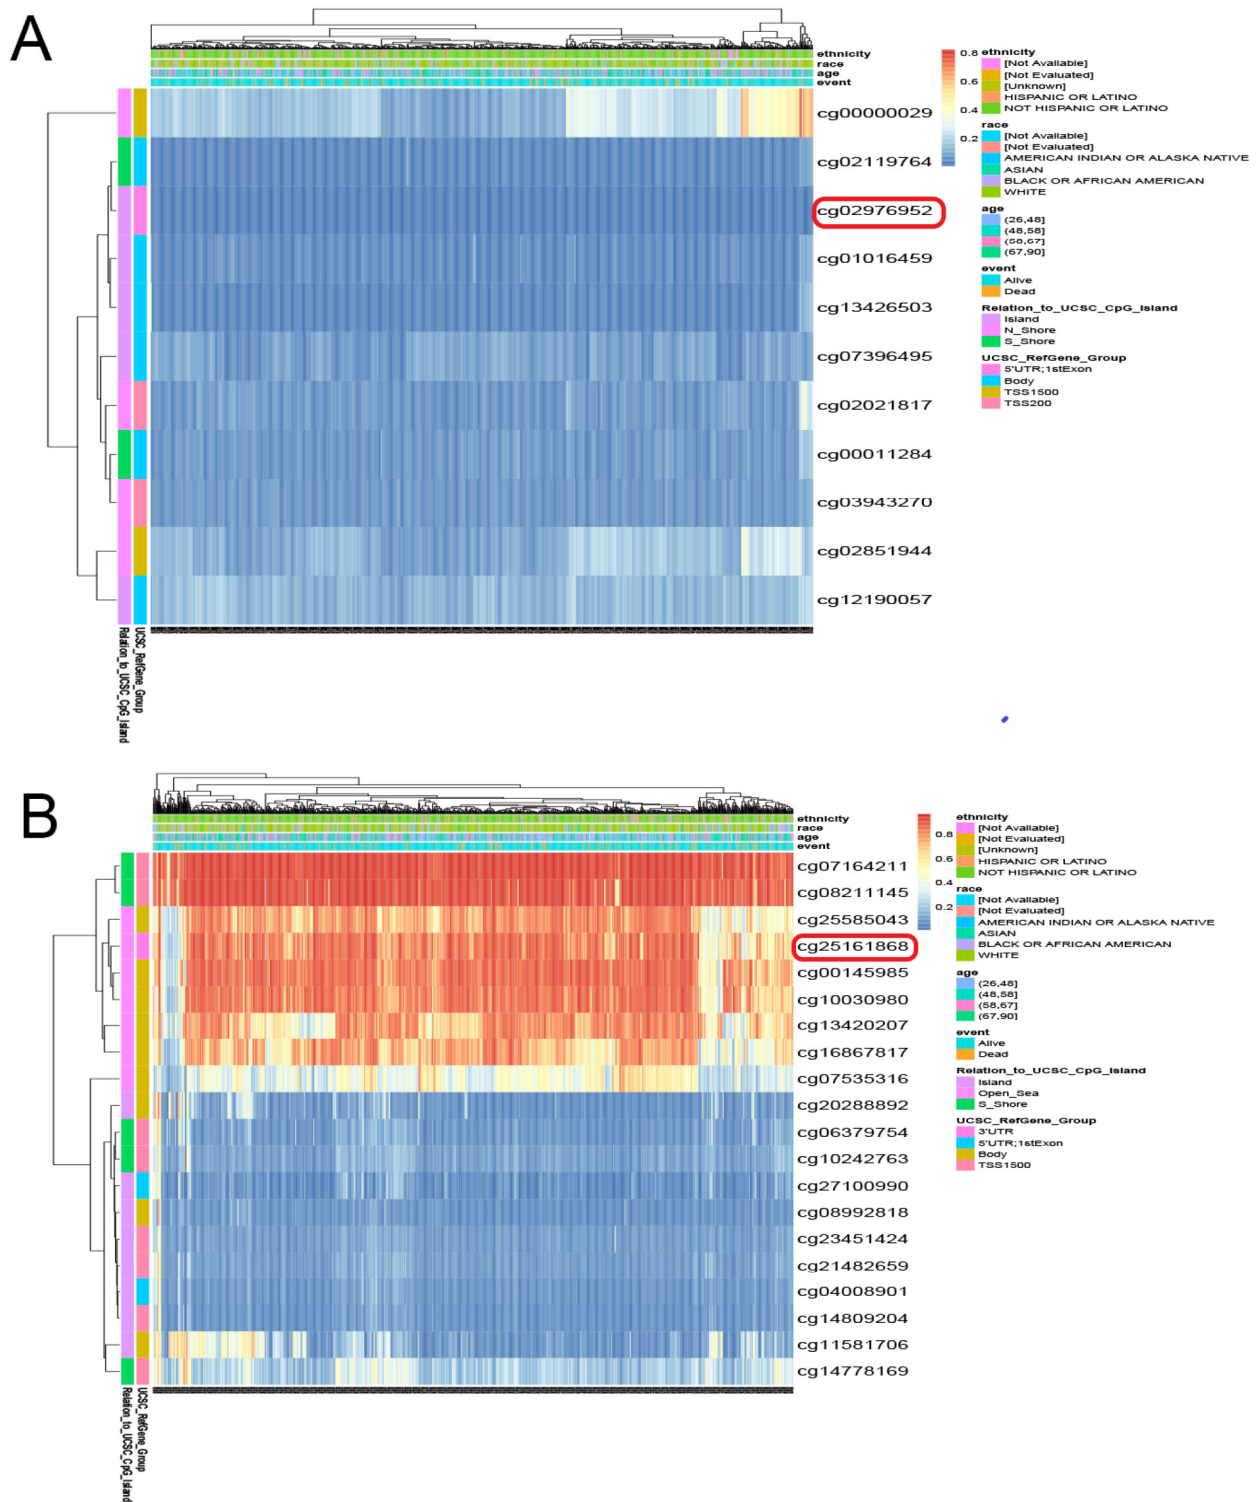 A
ethnicity
race
age
event
cg00000029
cg02119764
cg02976952
cg01016459
cg13426503
cg07396495
cg02021817
cg00011284
cg03943270
cg02851944
cg12190057
0.8
0.6
0.4
0.2
ethnicity
[Not Available]
[Not Evaluated]
[Unknown]
HISPANIC OR LATINO
NOT HISPANIC OR LATINO
race
[Not Available]
[Not Evaluated]
AMERICAN INDIAN OR ALASKA NATIVE
ASIAN
BLACK OR AFRICAN AMERICAN
WHITE
age
(26,48]
(48,58]
(58,67]
(67,90]
event
Alive
Dead
Relation_to_UCSC_CpG_Island
Island
N_Shore
S_Shore
UCSC_RefGene_Group
5'UTR;1stExon
Body
TSS1500
TSS200
Relation_to_UCSC_CpG_Island
UCSC_RefGene_Group
B
ethnicity
race
age
event
cg07164211
cg08211145
cg25585043
cg25161868
cg00145985
cg10030980
cg13420207
cg16867817
cg07535316
cg20288892
cg06379754
cg10242763
cg27100990
cg08992818
cg23451424
cg21482659
cg04008901
cg14809204
cg11581706
cg14778169
0.8
0.6
0.4
0.2
ethnicity
[Not Available]
[Not Evaluated]
[Unknown]
HISPANIC OR LATINO
NOT HISPANIC OR LATINO
race
[Not Available]
[Not Evaluated]
AMERICAN INDIAN OR ALASKA NATIVE
ASIAN
BLACK OR AFRICAN AMERICAN
WHITE
age
(26,48]
(48,58]
(58,67]
(67,90]
event
Alive
Dead
Relation_to_UCSC_CpG_Island
Island
Open_Sea
S_Shore
UCSC_RefGene_Group
3'UTR
5'UTR;1stExon
Body
TSS1500
Relation_to_UCSC_CpG_Island
UCSC_RefGene_Group